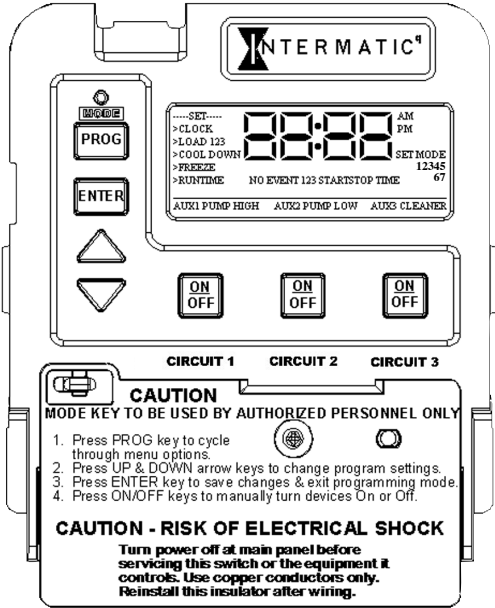 INTERMATIC
MODE
PROG
ENTER
----SET-----
>CLOCK
>LOAD 123
>COOL DOWN
>FREEZE
>RUNTIME
88:88
AM
PM
SET MODE
12345
67
NO EVENT 123 STARTSTOP TIME
AUX1 PUMP HIGH AUX2 PUMP LOW AUX3 CLEANER
ON
OFF
ON
OFF
ON
OFF
CIRCUIT 1 CIRCUIT 2 CIRCUIT 3
CAUTION
MODE KEY TO BE USED BY AUTHORIZED PERSONNEL ONLY
1. Press PROG key to cycle
through menu options.
2. Press UP & DOWN arrow keys to change program settings.
3. Press ENTER key to save changes & exit programming mode.
4. Press ON/OFF keys to manually turn devices On or Off.
CAUTION - RISK OF ELECTRICAL SHOCK
Turn power off at main panel before
servicing this switch or the equipment it
controls. Use copper conductors only.
Reinstall this insulator after wiring.